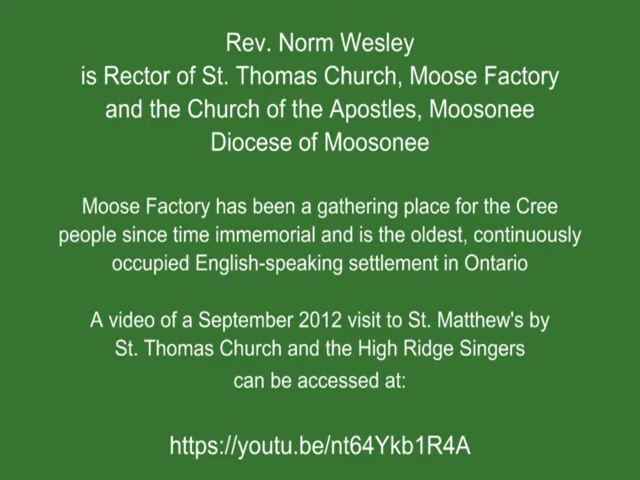 Rev. Norm Wesley
is Rector of St. Thomas Church, Moose Factory
and the Church of the Apostles, Moosonee
Diocese of Moosonee
Moose Factory has been a gathering place for the Cree
people since time immemorial and is the oldest, continuously
occupied English-speaking settlement in Ontario
A video of a September 2012 visit to St. Matthew's by
St. Thomas Church and the High Ridge Singers
can be accessed at:
https://youtu.be/nt64Ykb1R4A